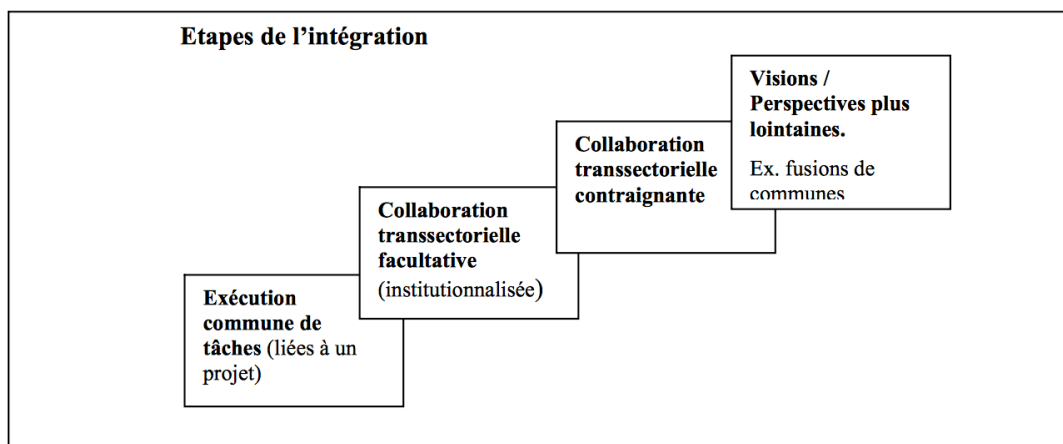 Etapes de l'intégration
Visions /
Perspectives plus
lointaines.
Ex. fusions de
communes
Collaboration
transsectorielle
contraignante
Collaboration
transsectorielle
facultative
(institutionnalisée)
Exécution
commune de
tâches (liées à un
projet)